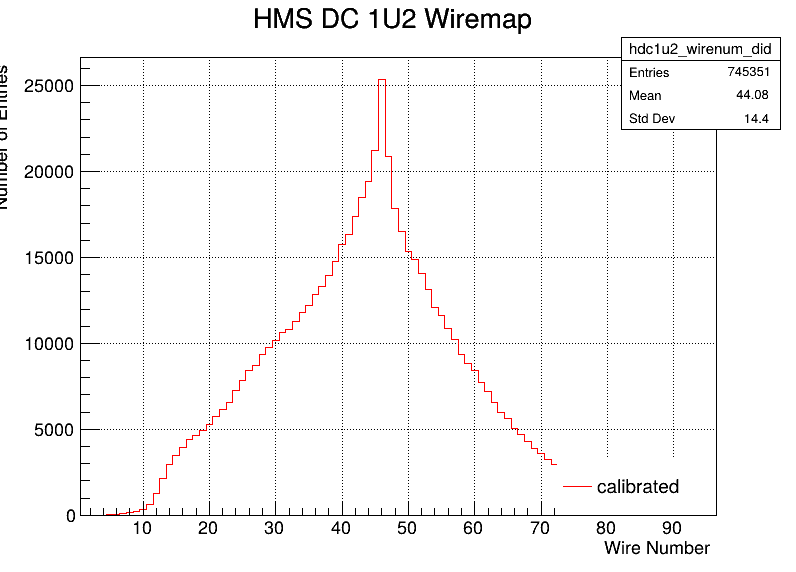 HMS DC 1U2 Wiremap
hdc1u2_wirenum_did
Entries 745351
Mean 44.08
Std Dev 14.4
Number of Entries
25000
20000
15000
10000
5000
0
calibrated
10 20 30 40 50 60 70 80 90
Wire Number